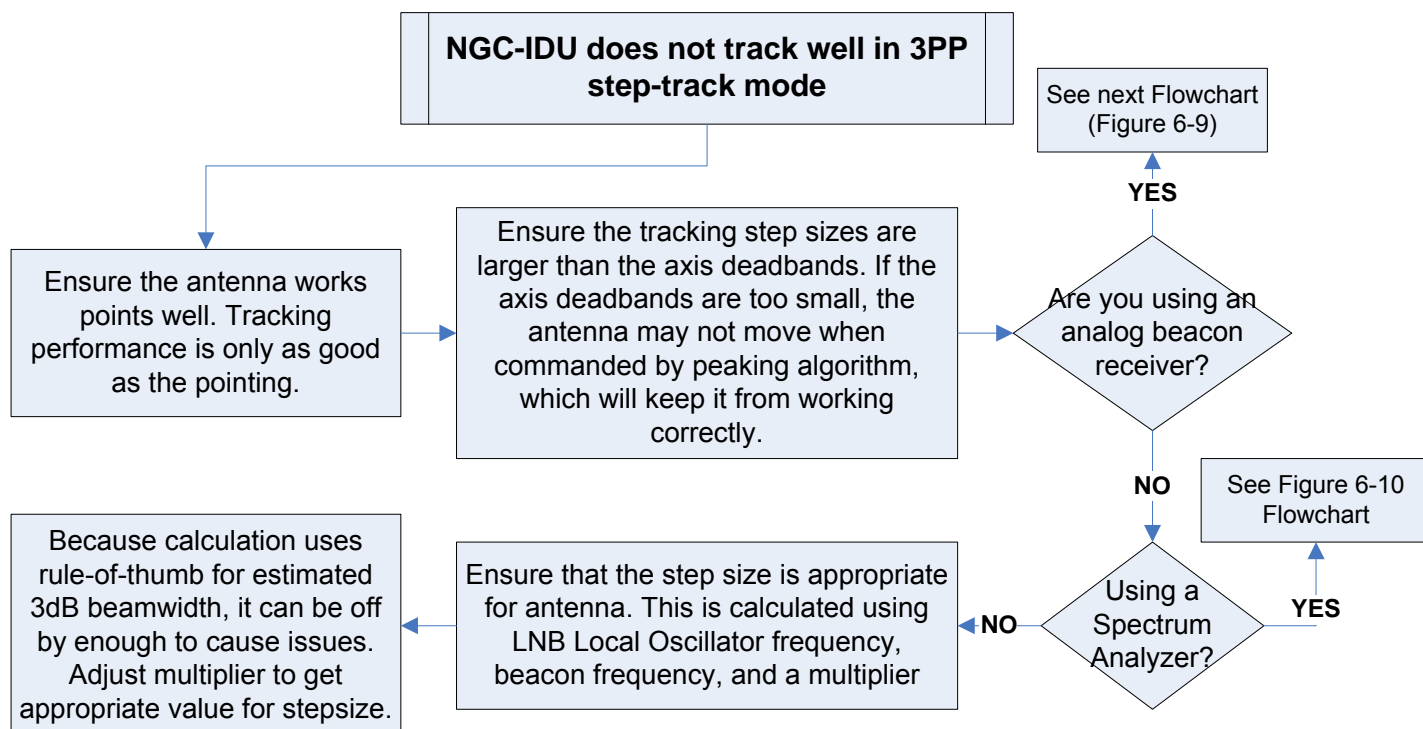 NGC-IDU does not track well in 3PP
step-track mode
See next Flowchart
(Figure 6-9)
YES
Ensure the antenna works
points well. Tracking
performance is only as good
as the pointing.
Ensure the tracking step sizes are
larger than the axis deadbands. If the
axis deadbands are too small, the
antenna may not move when
commanded by peaking algorithm,
which will keep it from working
correctly.
Are you using an
analog beacon
receiver?
NO
See Figure 6-10
Flowchart
YES
Using a
Spectrum
Analyzer?
NO
Ensure that the step size is appropriate
for antenna. This is calculated using
LNB Local Oscillator frequency,
beacon frequency, and a multiplier
Because calculation uses
rule-of-thumb for estimated
3dB beamwidth, it can be off
by enough to cause issues.
Adjust multiplier to get
appropriate value for stepsize.